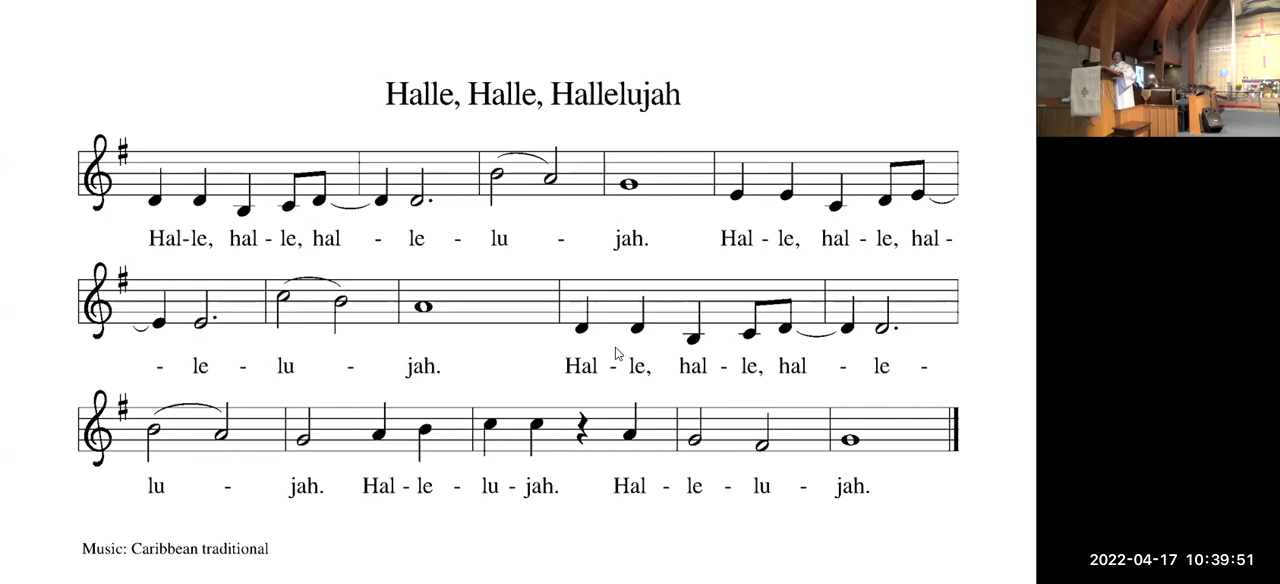 Halle, Halle, Hallelujah
Hal-le, hal - le, hal - le - lu - jah. Hal - le, hal - le, hal -
- le - lu - jah. Hal - le, hal - le, hal - le -
lu - jah. Hal - le - lu - jah. Hal - le - lu - jah.
Music: Caribbean traditional
2022-04-17 10:39:51